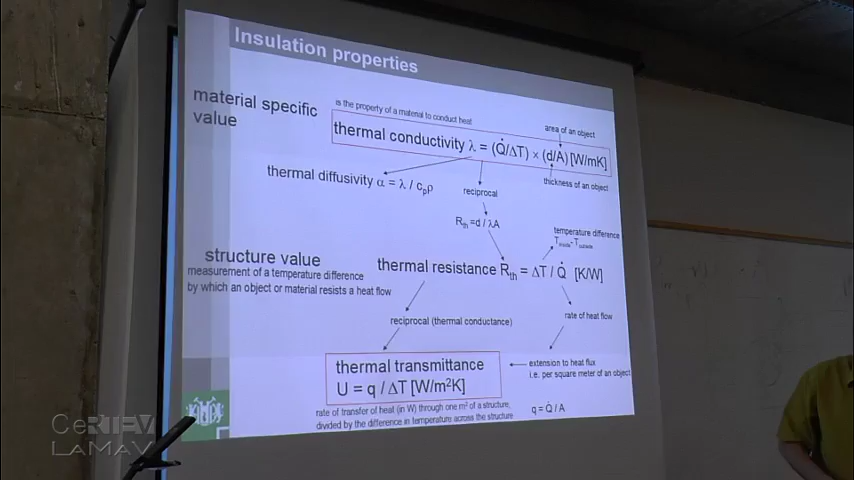 Insulation properties
material specific
value
is the property of a material to conduct heat
thermal conductivity λ = (Q̇/ΔT) × (d/A) [W/mK]
area of an object
thickness of an object
thermal diffusivity α = λ / cₚρ
reciprocal
Rth =d / λA
temperature difference
Tinside- Toutside
structure value
measurement of a temperature difference
by which an object or material resists a heat flow
thermal resistance Rth = ΔT / Q̇ [K/W]
reciprocal (thermal conductance)
rate of heat flow
thermal transmittance
U = q / ΔT [W/m²K]
extension to heat flux
i.e. per square meter of an object
rate of transfer of heat (in W) through one m² of a structure,
divided by the difference in temperature across the structure
q = Q̇ / A
CeRTEV
LaMaV